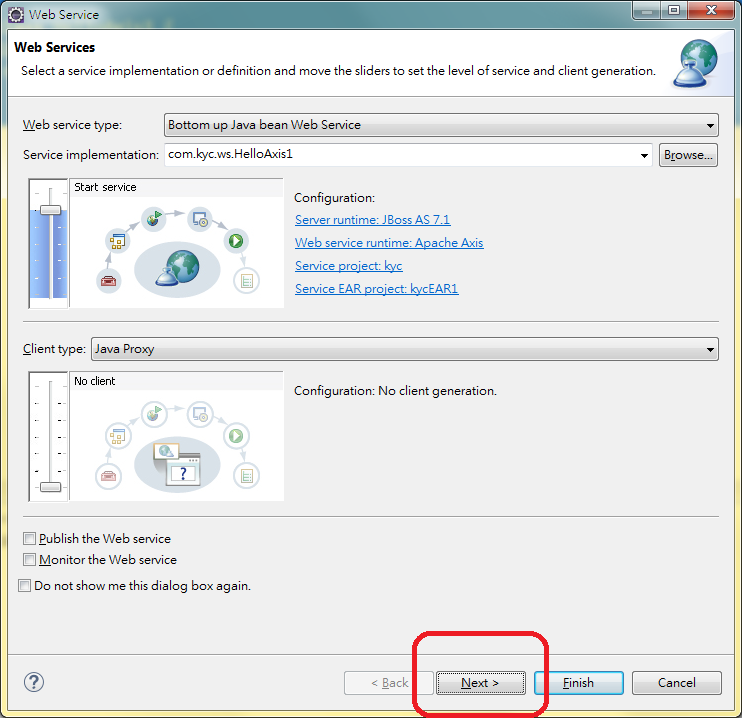 Web Service
Web Services
Select a service implementation or definition and move the sliders to set the level of service and client generation.
Web service type: Bottom up Java bean Web Service
Service implementation: com.kyc.ws.HelloAxis1 Browse...
Start service
Configuration:
Server runtime: JBoss AS 7.1
Web service runtime: Apache Axis
Service project: kyc
Service EAR project: kycEAR1
Client type: Java Proxy
No client
Configuration: No client generation.
Publish the Web service
Monitor the Web service
Do not show me this dialog box again.
? < Back Next > Finish Cancel